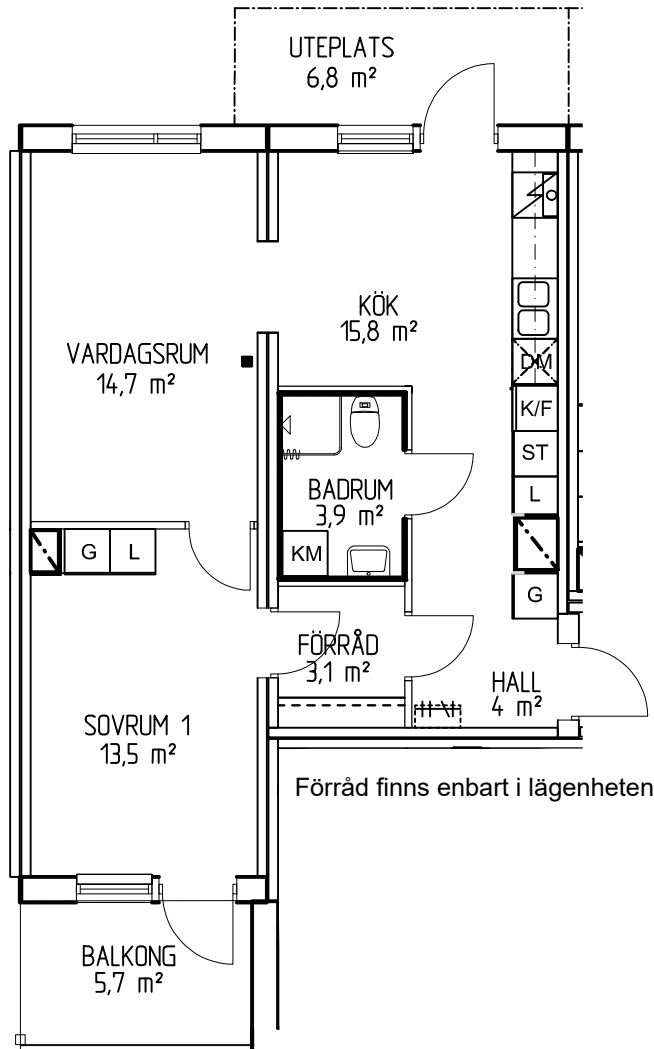 UTEPLATS
6,8 m²
KÖK
15,8 m²
VARDAGSRUM
14,7 m²
DM
K/F
ST
L
BADRUM
3,9 m²
KM
G L
G
FÖRRÅD
3,1 m²
HALL
4 m²
SOVRUM 1
13,5 m²
Förråd finns enbart i lägenheten
BALKONG
5,7 m²